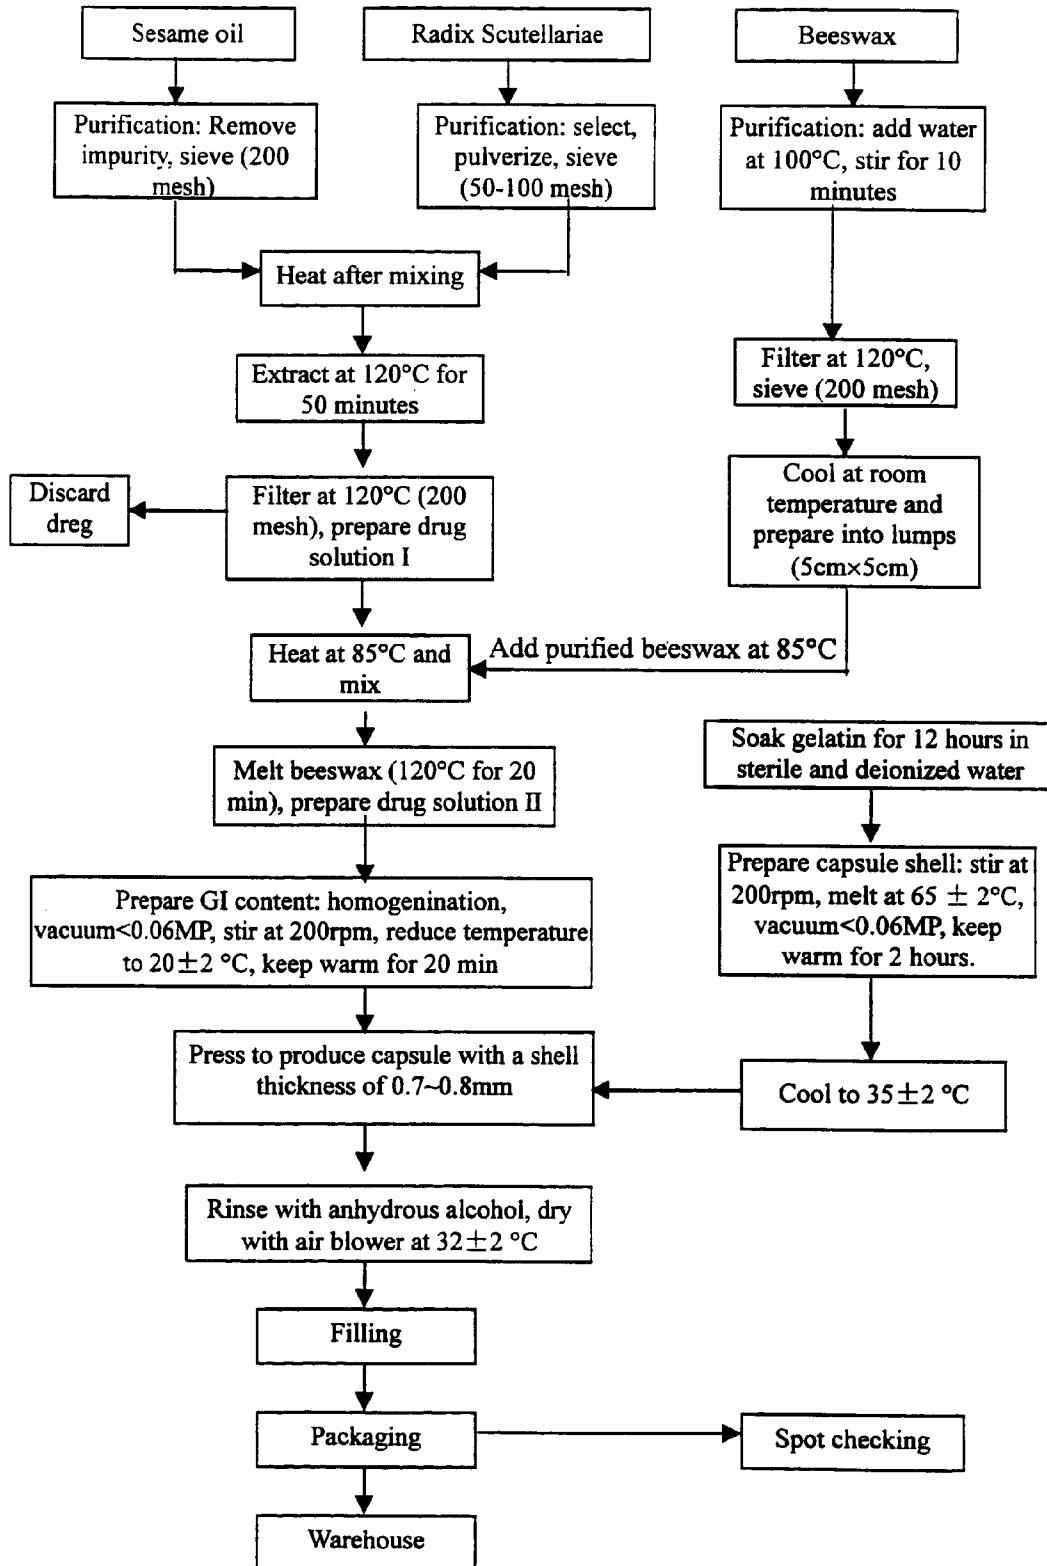 Sesame oil
Radix Scutellariae
Beeswax
Purification: Remove
impurity, sieve (200
mesh)
Purification: select,
pulverize, sieve
(50-100 mesh)
Purification: add water
at 100°C, stir for 10
minutes
Heat after mixing
Extract at 120°C for
50 minutes
Filter at 120°C,
sieve (200 mesh)
Discard
dreg
Filter at 120°C (200
mesh), prepare drug
solution I
Cool at room
temperature and
prepare into lumps
(5cm×5cm)
Heat at 85°C and
mix
Add purified beeswax at 85°C
Melt beeswax (120°C for 20
min), prepare drug solution II
Soak gelatin for 12 hours in
sterile and deionized water
Prepare GI content: homogenination,
vacuum<0.06MP, stir at 200rpm, reduce temperature
to 20±2 °C, keep warm for 20 min
Prepare capsule shell: stir at
200rpm, melt at 65 ± 2°C,
vacuum<0.06MP, keep
warm for 2 hours.
Press to produce capsule with a shell
thickness of 0.7~0.8mm
Cool to 35±2 °C
Rinse with anhydrous alcohol, dry
with air blower at 32±2 °C
Filling
Packaging
Spot checking
Warehouse